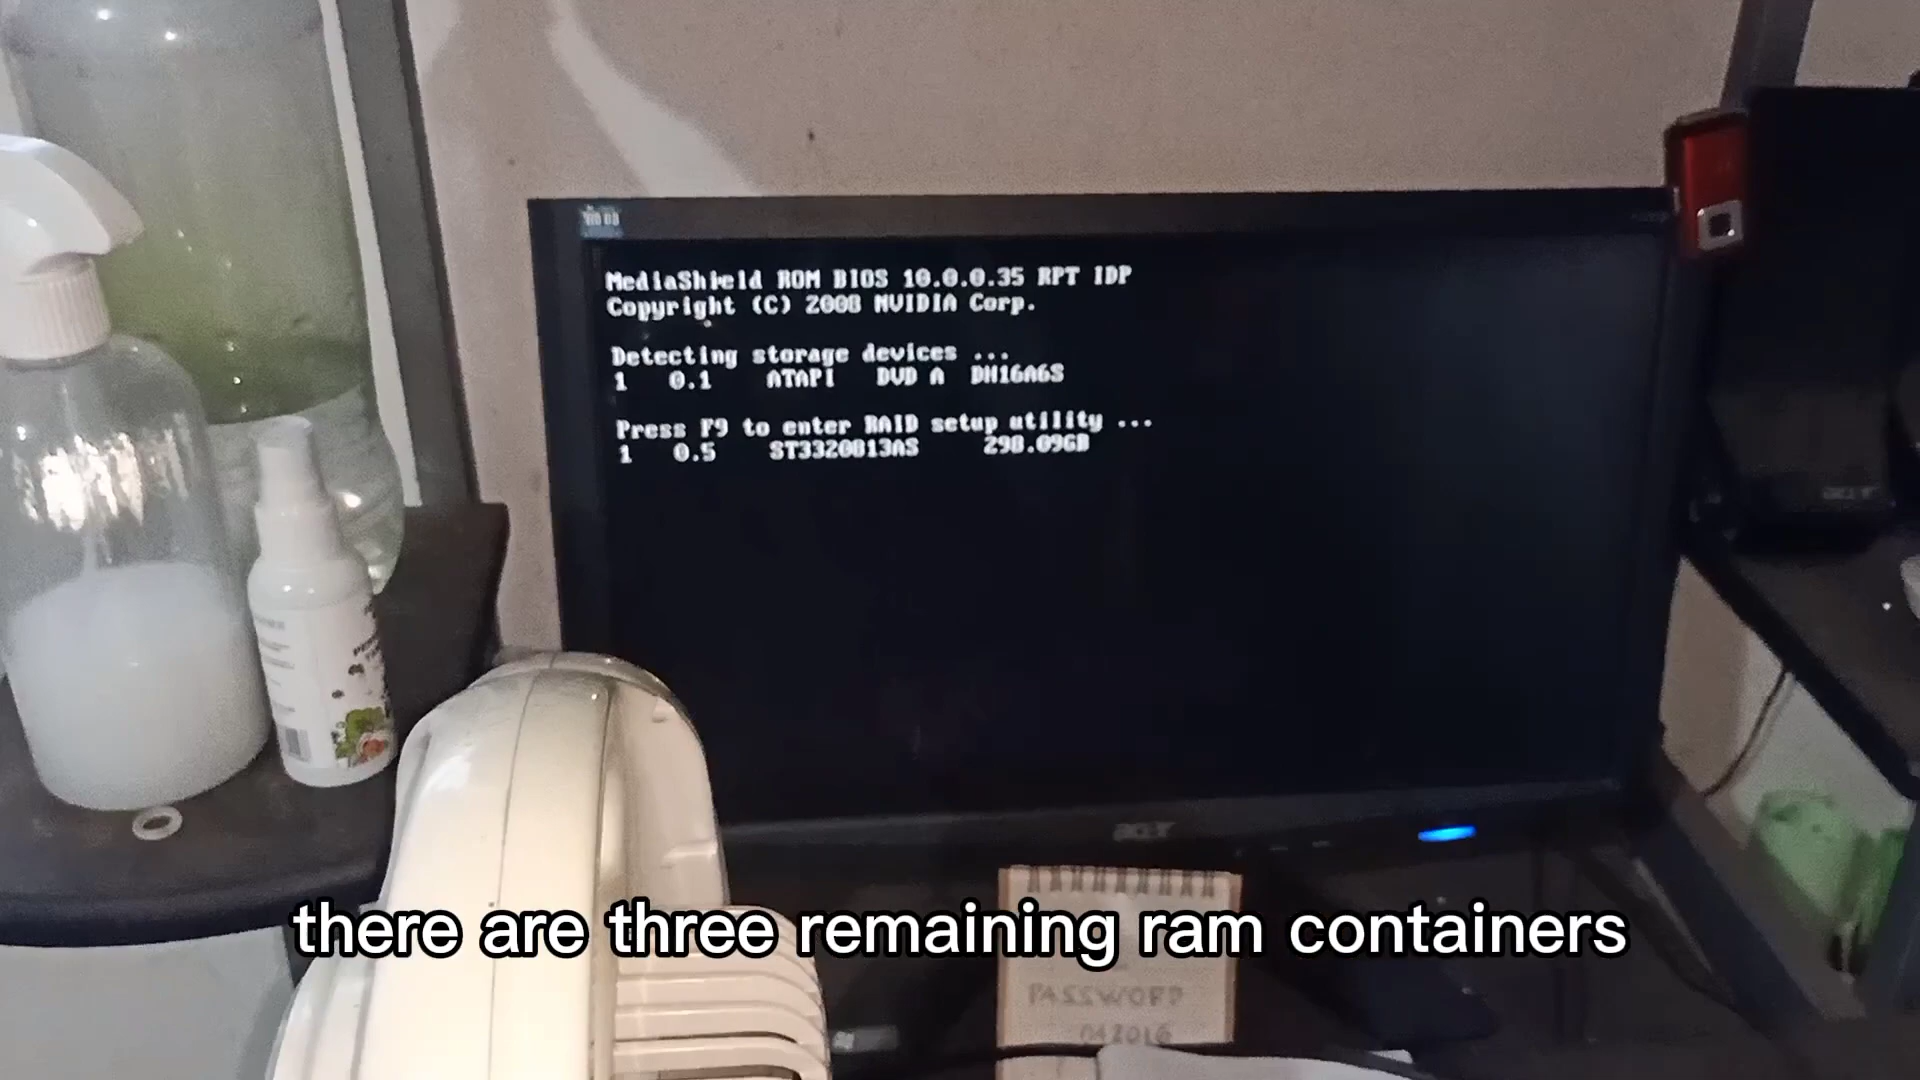 MediaShield ROM BIOS 10.0.0.35 RPT IDP
Copyright (C) 2008 NVIDIA Corp.
Detecting storage devices ...
1 0.1 ATAPI DVD A DH16A6S
Press F9 to enter RAID setup utility ...
1 0.5 ST3320813AS 298.09GB
acer
there are three remaining ram containers
PASSWORD
042016